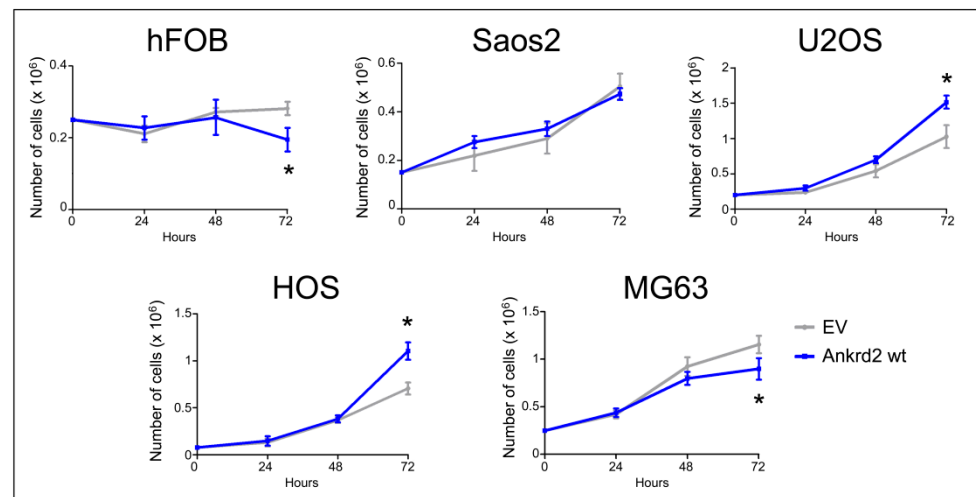 hFOB
Number of cells (x 10⁶)
0.4
0.2
0
0 24 48 72
*
Hours
Saos2
Number of cells (x 10⁶)
0.6
0.4
0.2
0
0 24 48 72
Hours
U2OS
Number of cells (x 10⁶)
2
1.5
1
0.5
0
0 24 48 72
*
Hours
HOS
Number of cells (x 10⁶)
1.5
1
0.5
0
0 24 48 72
*
Hours
MG63
Number of cells (x 10⁶)
1.5
1
0.5
0
0 24 48 72
*
Hours
EV
Ankrd2 wt